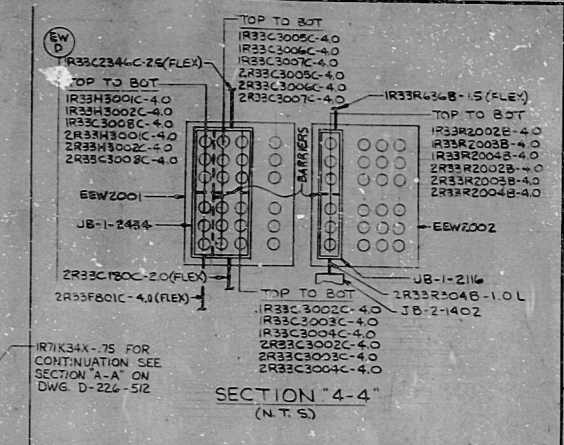 EW
D
TOP TO BOT
1R33C3005C-4.0
1R33C3006C-4.0
1R33C3007C-4.0
2R33C3005C-4.0
2R33C3006C-4.0
2R33C3007C-4.0
1R33C2346C-2.5(FLEX)
TOP TO BOT
1R33H3001C-4.0
1R33H3002C-4.0
1R33C3008C-4.0
2R33H3001C-4.0
2R33H3002C-4.0
2R33C3008C-4.0
1R33R636B-1.5(FLEX)
TOP TO BOT
1R33R2002B-4.0
1R33R2003B-4.0
1R33R2004B-4.0
2R33R2002B-4.0
2R33R2003B-4.0
2R33R2004B-4.0
BARRIERS
EEW2001
JB-1-2434
EEW2002
2R33C180C-2.0(FLEX)
2R33F801C-4.0(FLEX)
JB-1-2116
2R33R304B-1.0L
JB-2-1402
TOP TO BOT
1R33C3002C-4.0
1R33C3003C-4.0
1R33C3004C-4.0
2R33C3002C-4.0
2R33C3003C-4.0
2R33C3004C-4.0
1R71K34X-.75 FOR
CONTINUATION SEE
SECTION "A-A" ON
DWG. D-226-512
SECTION "4-4"
(N.T.S.)